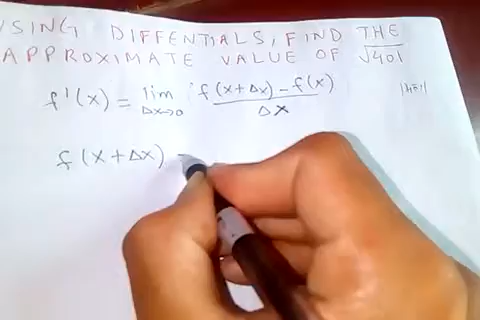 USING DIFFENTIALS, FIND THE
APPROXIMATE VALUE OF √401
f'(x) = lim Δx→0 f(x+Δx) - f(x) / Δx
f(x+Δx) -